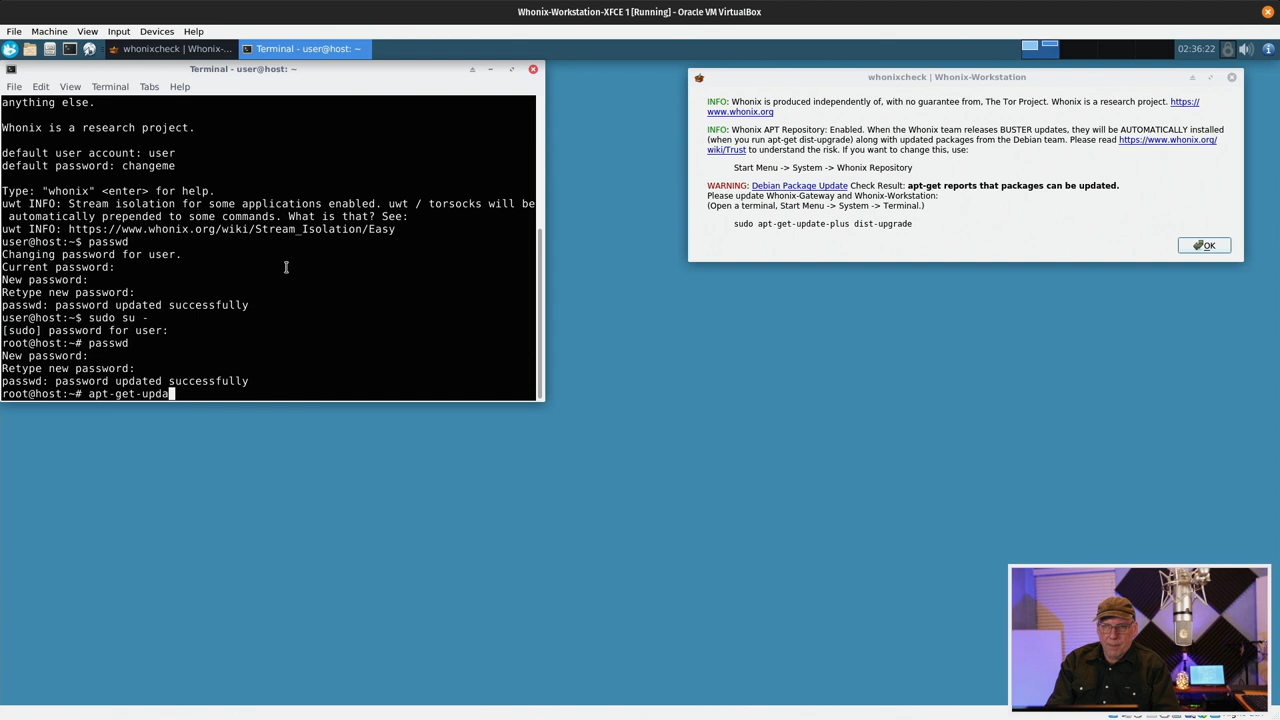 Whonix-Workstation-XFCE 1 [Running] - Oracle VM VirtualBox
File Machine View Input Devices Help
whonixcheck | Whonix-... Terminal - user@host: ~ 02:36:22
Terminal - user@host: ~
File Edit View Terminal Tabs Help
anything else.
Whonix is a research project.
default user account: user
default password: changeme
Type: "whonix" <enter> for help.
uwt INFO: Stream isolation for some applications enabled. uwt / torsocks will be
automatically prepended to some commands. What is that? See:
uwt INFO: https://www.whonix.org/wiki/Stream_Isolation/Easy
user@host:~$ passwd
Changing password for user.
Current password:
New password:
Retype new password:
passwd: password updated successfully
user@host:~$ sudo su -
[sudo] password for user:
root@host:~# passwd
New password:
Retype new password:
passwd: password updated successfully
root@host:~# apt-get-upda
whonixcheck | Whonix-Workstation
INFO: Whonix is produced independently of, with no guarantee from, The Tor Project. Whonix is a research project. https://
www.whonix.org
INFO: Whonix APT Repository: Enabled. When the Whonix team releases BUSTER updates, they will be AUTOMATICALLY installed
(when you run apt-get dist-upgrade) along with updated packages from the Debian team. Please read https://www.whonix.org/
wiki/Trust to understand the risk. If you want to change this, use:
Start Menu -> System -> Whonix Repository
WARNING: Debian Package Update Check Result: apt-get reports that packages can be updated.
Please update Whonix-Gateway and Whonix-Workstation:
(Open a terminal, Start Menu -> System -> Terminal.)
sudo apt-get-update-plus dist-upgrade
OK